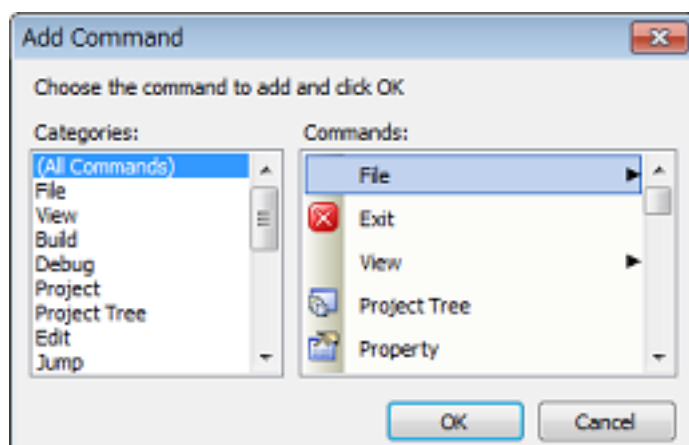 Add Command
Choose the command to add and click OK
Categories:
(All Commands)
File
View
Build
Debug
Project
Project Tree
Edit
Jump
Commands:
File
Exit
View
Project Tree
Property
OK
Cancel